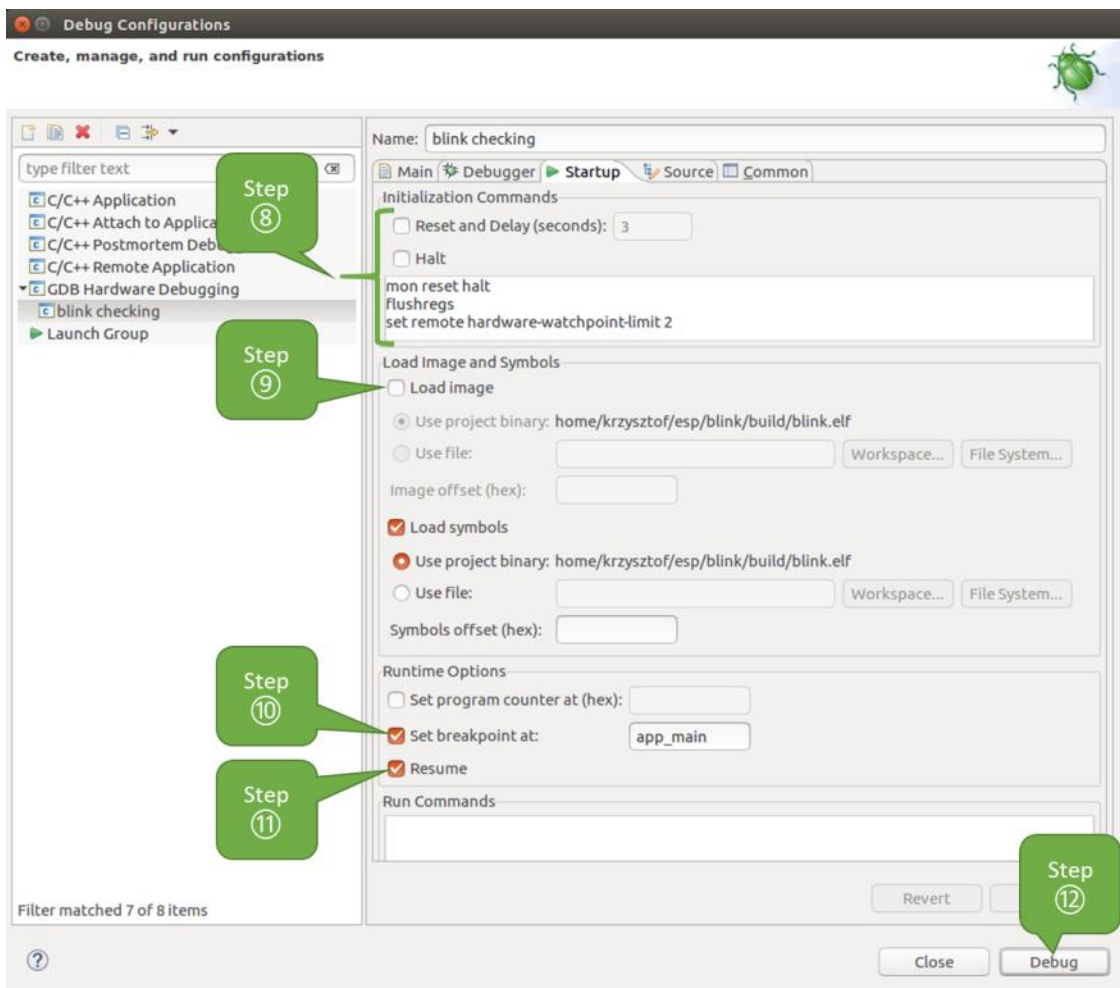 Debug Configurations
Create, manage, and run configurations
type filter text
C/C++ Application
C/C++ Attach to Applica
C/C++ Postmortem Deb
C/C++ Remote Application
GDB Hardware Debugging
blink checking
Launch Group
Filter matched 7 of 8 items
Step
⑧
Step
⑨
Step
⑩
Step
⑪
Name: blink checking
Main Debugger Startup Source Common
Initialization Commands
Reset and Delay (seconds): 3
Halt
mon reset halt
flushregs
set remote hardware-watchpoint-limit 2
Load Image and Symbols
Load image
Use project binary: home/krzysztof/esp/blink/build/blink.elf
Use file: Workspace... File System...
Image offset (hex):
Load symbols
Use project binary: home/krzysztof/esp/blink/build/blink.elf
Use file: Workspace... File System...
Symbols offset (hex):
Runtime Options
Set program counter at (hex):
Set breakpoint at: app_main
Resume
Run Commands
Revert
Step
⑫
Close Debug